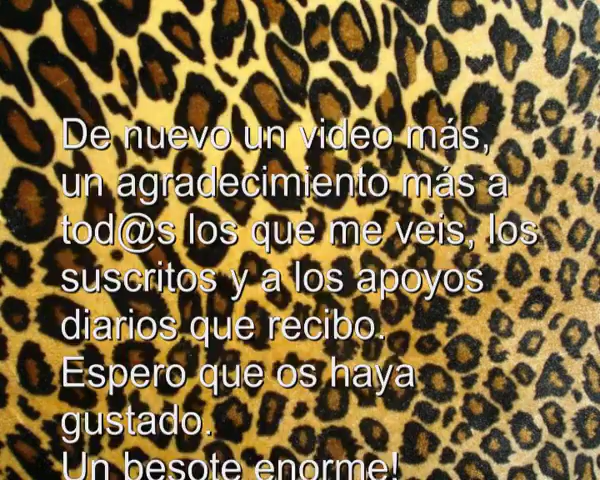 De nuevo un video más,
un agradecimiento más a
tod@s los que me veis, los
suscritos y a los apoyos
diarios que recibo.
Espero que os haya
gustado.
Un besote enorme!